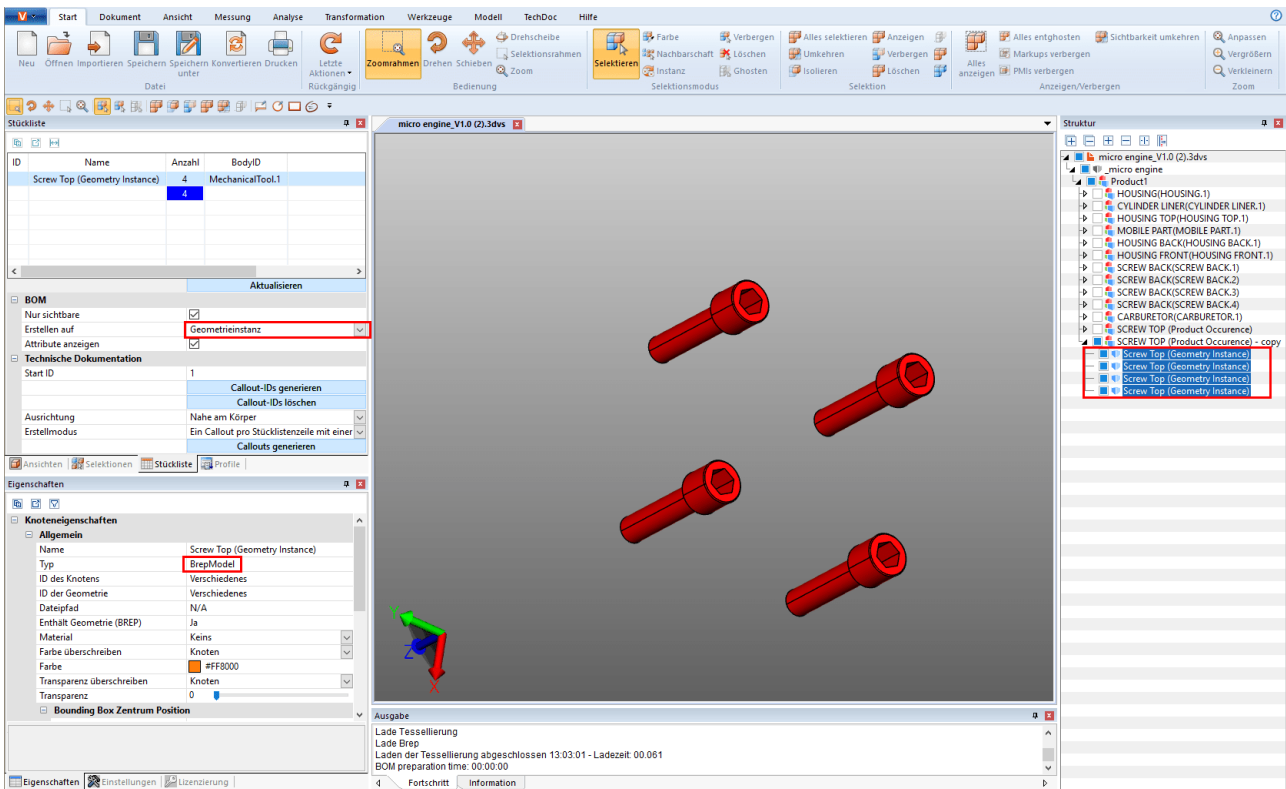 V
Start Dokument Ansicht Messung Analyse Transformation Werkzeuge Modell TechDoc Hilfe
Neu Öffnen Importieren Speichern Speichern unter Konvertieren Drucken
Datei
Letzte Aktionen
Rückgängig
Zoomrahmen Drehen Schieben
Drehscheibe
Selektionsrahmen
Zoom
Bedienung
Selektieren
Farbe Verbergen
Nachbarschaft Löschen
Instanz Ghosten
Selektionsmodus
Alles selektieren Anzeigen
Umkehren Verbergen
Isolieren Löschen
Selektion
Alles anzeigen
Alles entghosten Sichtbarkeit umkehren
Markups verbergen
PMIs verbergen
Anzeigen/Verbergen
Anpassen
Vergrößern
Verkleinern
Zoom
Stückliste
ID Name Anzahl BodyID
Screw Top (Geometry Instance) 4 MechanicalTool.1
4
Aktualisieren
BOM
Nur sichtbare
Erstellen auf Geometrieinstanz
Attribute anzeigen
Technische Dokumentation
Start ID 1
Callout-IDs generieren
Callout-IDs löschen
Ausrichtung Nahe am Körper
Erstellmodus Ein Callout pro Stücklistenzeile mit einer
Callouts generieren
Ansichten Selektionen Stückliste Profile
Eigenschaften
Knoteneigenschaften
Allgemein
Name Screw Top (Geometry Instance)
Typ BrepModel
ID des Knotens Verschiedenes
ID der Geometrie Verschiedenes
Dateipfad N/A
Enthält Geometrie (BREP) Ja
Material Keins
Farbe überschreiben Knoten
Farbe #FF8000
Transparenz überschreiben Knoten
Transparenz 0
Bounding Box Zentrum Position
Eigenschaften Einstellungen Lizenzierung
micro engine_V1.0 (2).3dvs
Y
Z
X
Ausgabe
Lade Tessellierung
Lade Brep
Laden der Tessellierung abgeschlossen 13:03:01 - Ladezeit: 00.061
BOM preparation time: 00:00:00
Fortschritt Information
Struktur
micro engine_V1.0 (2).3dvs
_micro engine
Product1
HOUSING(HOUSING.1)
CYLINDER LINER(CYLINDER LINER.1)
HOUSING TOP(HOUSING TOP.1)
MOBILE PART(MOBILE PART.1)
HOUSING BACK(HOUSING BACK.1)
HOUSING FRONT(HOUSING FRONT.1)
SCREW BACK(SCREW BACK.1)
SCREW BACK(SCREW BACK.2)
SCREW BACK(SCREW BACK.3)
SCREW BACK(SCREW BACK.4)
CARBURETOR(CARBURETOR.1)
SCREW TOP (Product Occurence)
SCREW TOP (Product Occurence) - copy
Screw Top (Geometry Instance)
Screw Top (Geometry Instance)
Screw Top (Geometry Instance)
Screw Top (Geometry Instance)